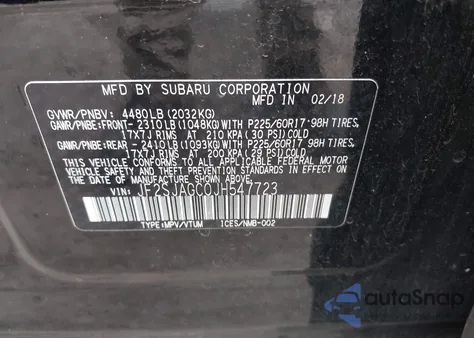 MFD BY SUBARU CORPORATION
MFD IN 02/18
GVWR/PNBV: 4480LB(2032KG)
GAWR/PNBE:FRONT- 2310LB(1048KG)WITH P225/60R17 98H TIRES,
17X7J RIMS AT 210 KPA(30 PSI)COLD
GAWR/PNBE:REAR - 2410LB(1093KG)WITH P225/60R17 98H TIRES,
17X7J RIMS AT 200 KPA(29 PSI)COLD
THIS VEHICLE CONFORMS TO ALL APPLICABLE FEDERAL MOTOR
VEHICLE SAFETY, BUMPER, AND THEFT PREVENTION STANDARDS
IN EFFECT ON THE DATE OF MANUFACTURE SHOWN ABOVE.
VIN: JF2SJAGC0JH547723
TYPE:MPV/VTUM ICES/NMB-002
autoSnap